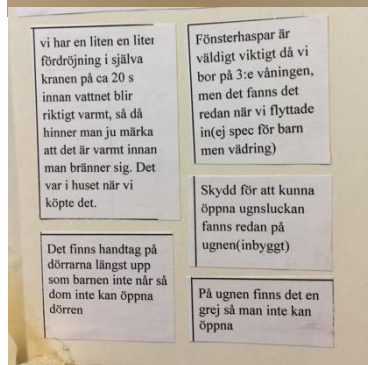 vi har en liten en liter
fördröjning i själva
kranen på ca 20 s
innan vattnet blir
riktigt varmt, så då
hinner man ju märka
att det är varmt innan
man bränner sig. Det
var i huset när vi
köpte det.
Det finns handtag på
dörrarna längst upp
som barnen inte når så
dom inte kan öppna
dörren
Fönsterhaspar är
väldigt viktigt då vi
bor på 3:e våningen,
men det fanns det
redan när vi flyttade
in(ej spec för barn
men vädring)
Skydd för att kunna
öppna ugnsluckan
fanns redan på
ugnen(inbyggt)
På ugnen finns det en
grej så man inte kan
öppna